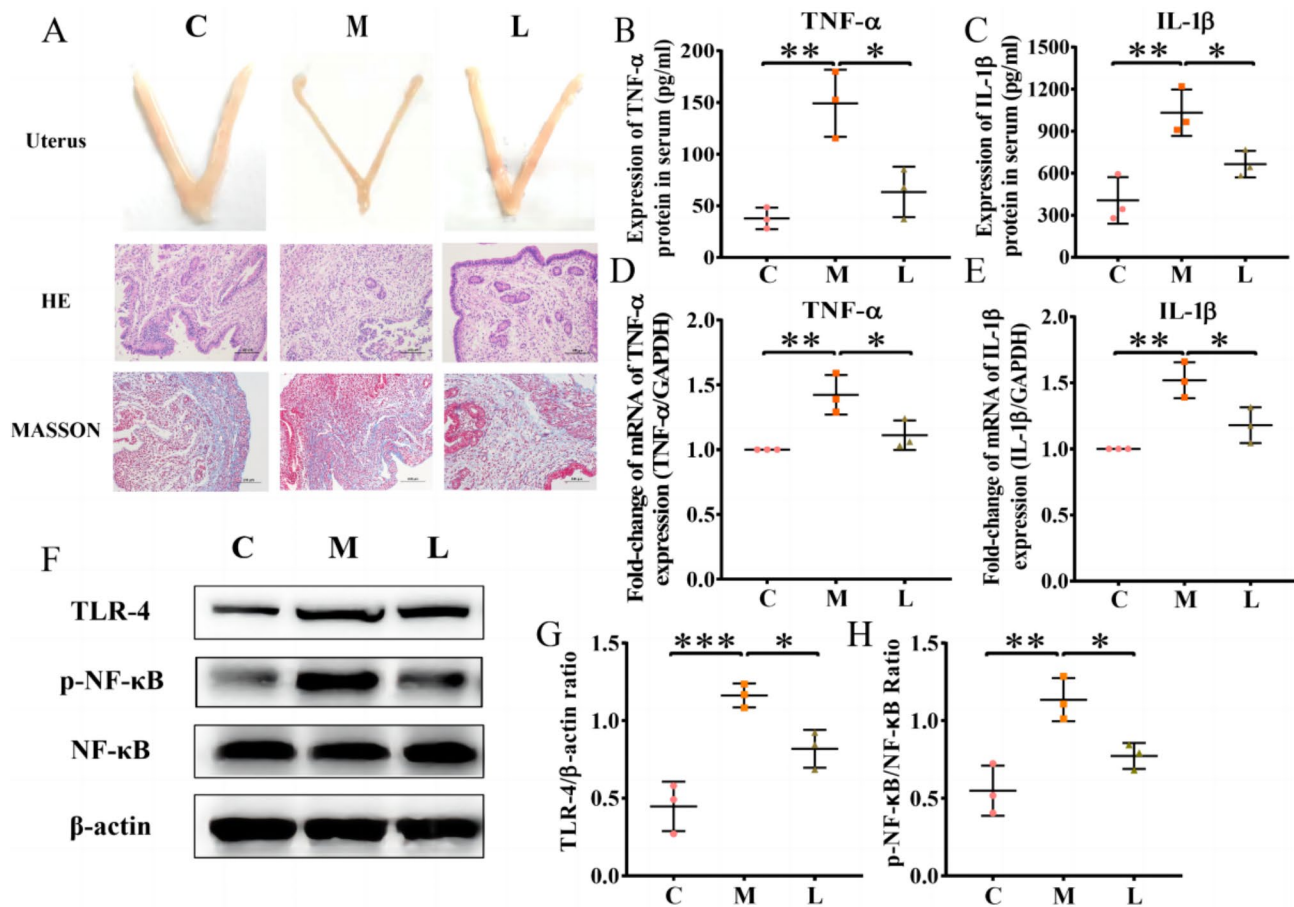 A
C
M
L
Uterus
HE
MASSON
B
TNF-α
Expression of TNF-α
protein in serum (pg/ml)
200
150
100
50
0
**
*
C
M
L
C
IL-1β
Expression of IL-1β
protein in serum (pg/ml)
1500
1200
900
600
300
0
**
*
C
M
L
D
TNF-α
Fold-change of mRNA of TNF-α
expression (TNF-α/GAPDH)
2.0
1.5
1.0
0.5
0.0
**
*
C
M
L
E
IL-1β
Fold-change of mRNA of IL-1β
expression (IL-1β/GAPDH)
2.0
1.5
1.0
0.5
0.0
**
*
C
M
L
F
C
M
L
TLR-4
p-NF-κB
NF-κB
β-actin
G
TLR-4/β-actin ratio
1.5
1.0
0.5
0.0
***
*
C
M
L
H
p-NF-κB/NF-κB Ratio
1.5
1.0
0.5
0.0
**
*
C
M
L